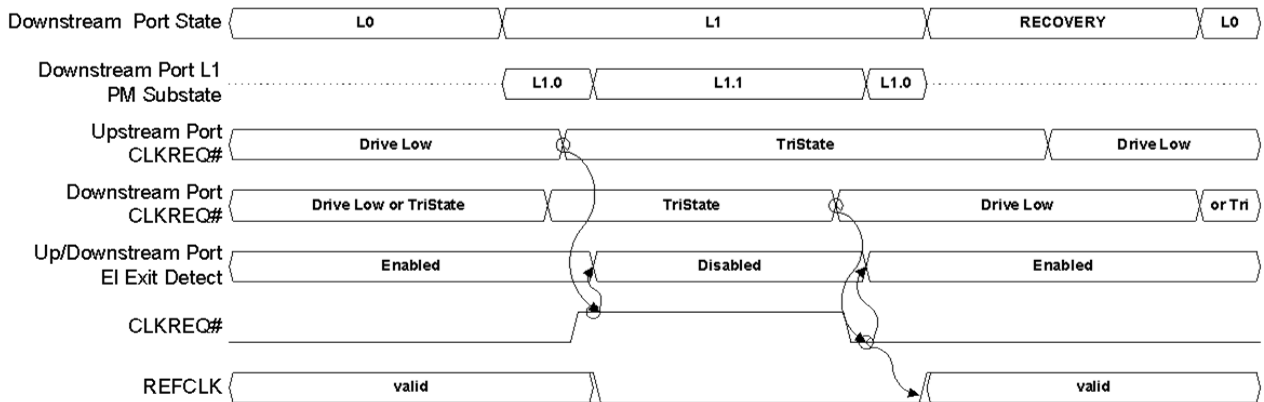 Downstream Port State
L0
L1
RECOVERY
L0
Downstream Port L1
PM Substate
L1.0
L1.1
L1.0
Upstream Port
CLKREQ#
Drive Low
TriState
Drive Low
Downstream Port
CLKREQ#
Drive Low or TriState
TriState
Drive Low
or Tri
Up/Downstream Port
EI Exit Detect
Enabled
Disabled
Enabled
CLKREQ#
REFCLK
valid
valid